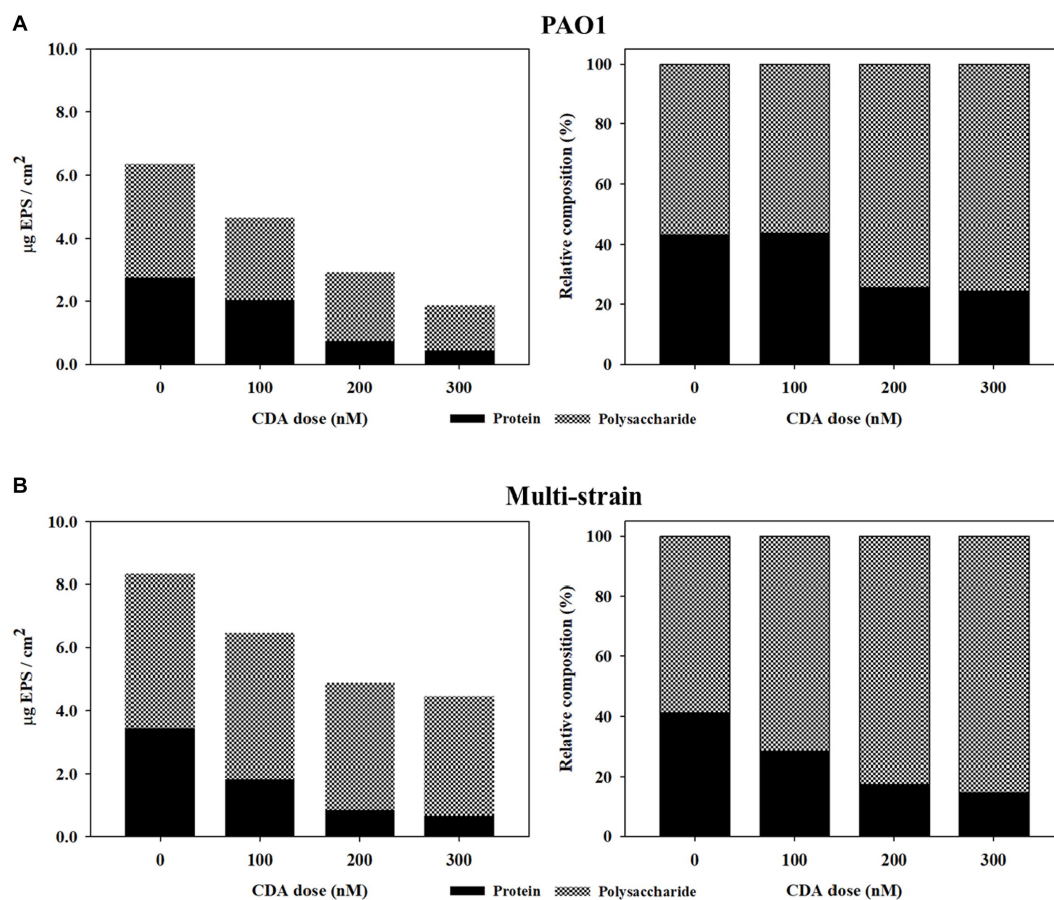 A
PAO1
10.0
8.0
6.0
4.0
2.0
0.0
µg EPS / cm²
0 100 200 300
CDA dose (nM)
100
80
60
40
20
0
Relative composition (%)
0 100 200 300
CDA dose (nM)
Protein Polysaccharide
B
Multi-strain
10.0
8.0
6.0
4.0
2.0
0.0
µg EPS / cm²
0 100 200 300
CDA dose (nM)
100
80
60
40
20
0
Relative composition (%)
0 100 200 300
CDA dose (nM)
Protein Polysaccharide